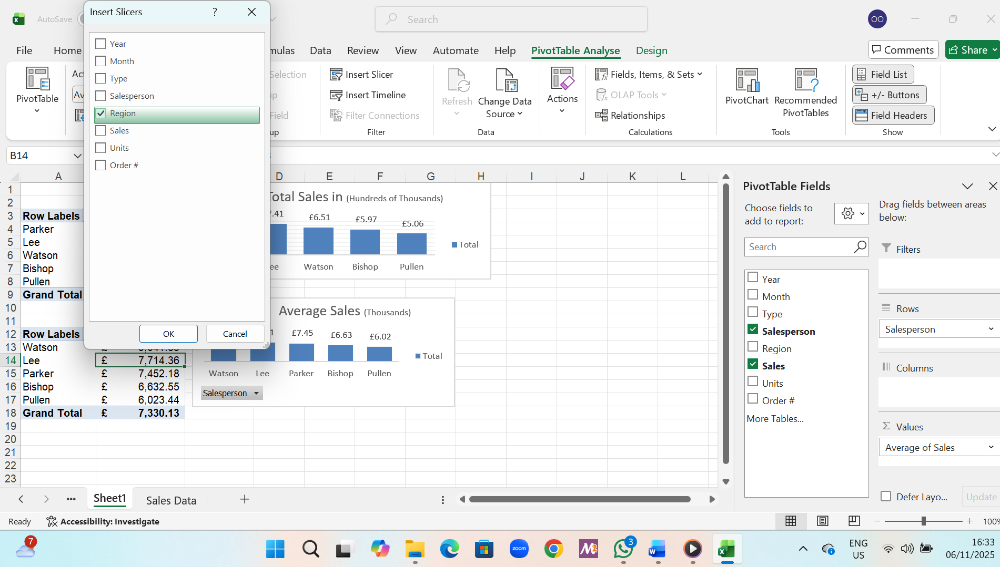 Insert Slicers
?
Year
Month
Type
Salesperson
Region
Sales
Units
Order #
OK
Cancel
AutoSave
Search
OO
File
Home
mulas
Data
Review
View
Automate
Help
PivotTable Analyse
Design
Comments
Share
PivotTable
Act
Av
Selection
up
Field
up
Insert Slicer
Insert Timeline
Filter Connections
Filter
Refresh
Change Data
Source
Data
Actions
Fields, Items, & Sets
OLAP Tools
Relationships
Calculations
PivotChart
Recommended
PivotTables
Tools
Field List
+/- Buttons
Field Headers
Show
B14
A D E F G H I J K L
1
2
3 Row Labels
4 Parker
5 Lee
6 Watson
7 Bishop
8 Pullen
9 Grand Total
10
11
12 Row Labels
13 Watson
14 Lee £ 7,714.36
15 Parker £ 7,452.18
16 Bishop £ 6,632.55
17 Pullen £ 6,023.44
18 Grand Total £ 7,330.13
19
20
21
22
23
Total Sales in (Hundreds of Thousands)
7.41 £6.51 £5.97 £5.06
Total
ee Watson Bishop Pullen
Average Sales (Thousands)
1 £7.45 £6.63 £6.02
Total
Watson Lee Parker Bishop Pullen
Salesperson
PivotTable Fields
Choose fields to
add to report:
Search
Year
Month
Type
Salesperson
Region
Sales
Units
Order #
More Tables...
Drag fields between areas
below:
Filters
Rows
Salesperson
Columns
Values
Average of Sales
Defer Layo...
Update
Sheet1
Sales Data
Ready
Accessibility: Investigate
100%
7
zoom
3
ENG
US
16:33
06/11/2025